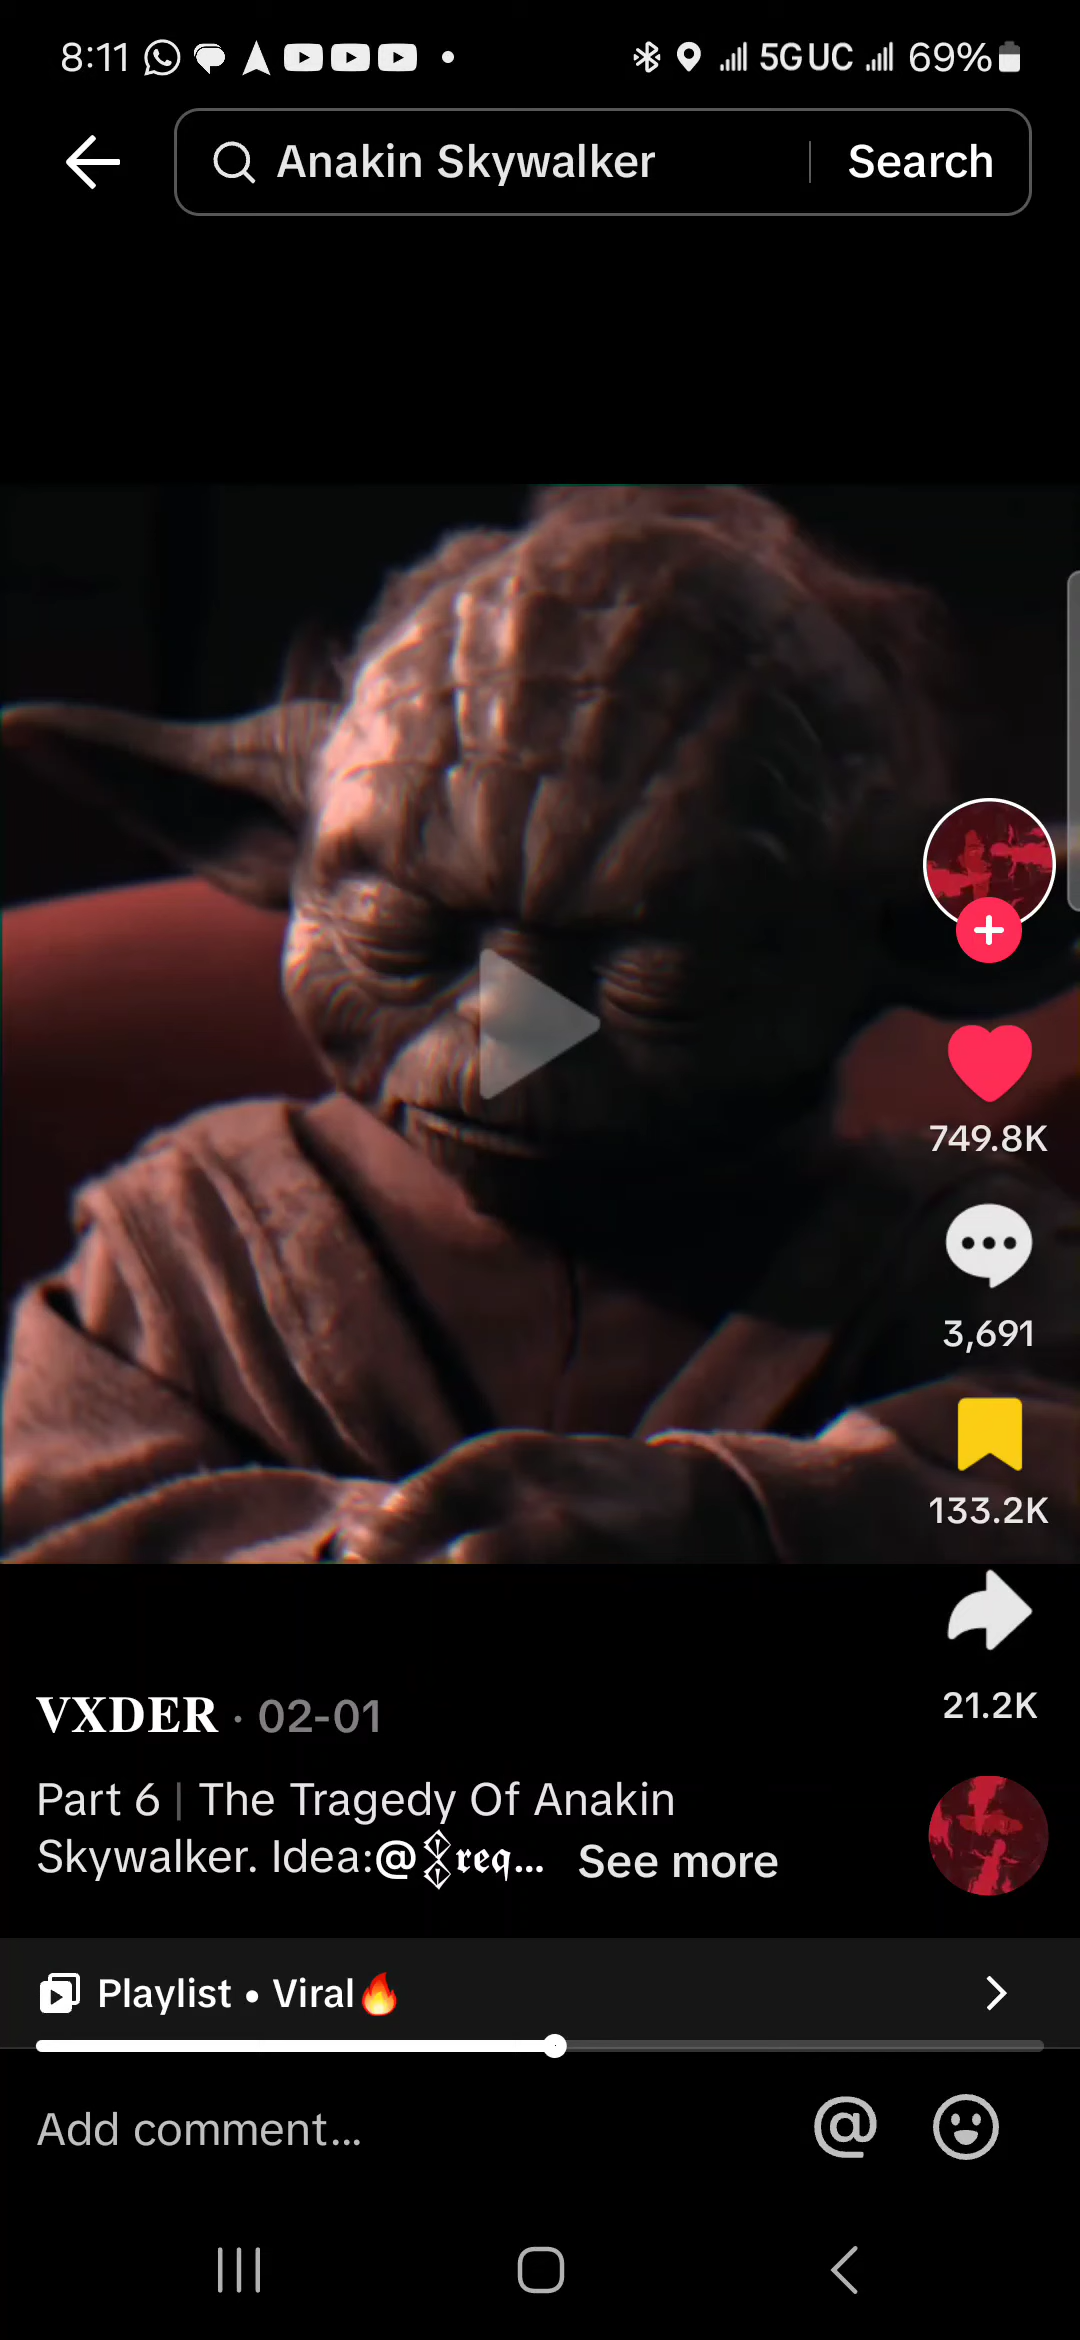 8:11
5G UC 69%
Anakin Skywalker
Search
749.8K
3,691
133.2K
21.2K
VXDER · 02-01
Part 6 | The Tragedy Of Anakin
Skywalker. Idea:@ 𝖗𝖊𝖖... See more
Playlist • Viral🔥
Add comment...